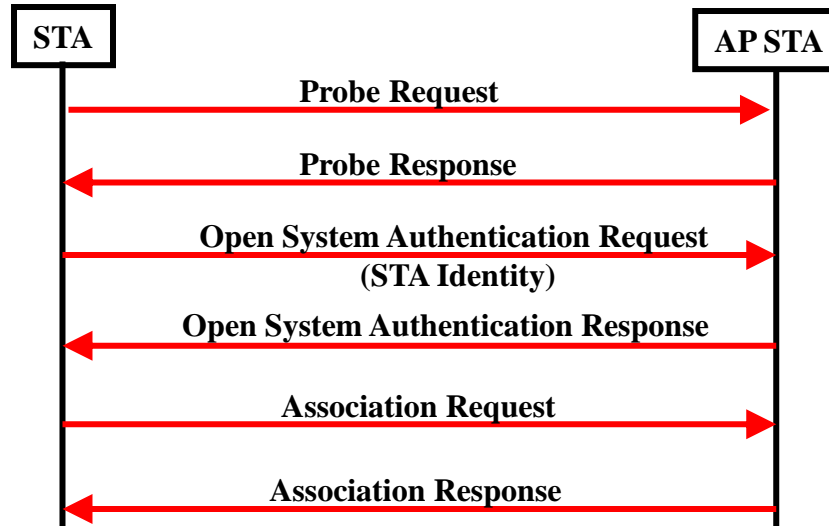 STA
AP STA
Probe Request
Probe Response
Open System Authentication Request
(STA Identity)
Open System Authentication Response
Association Request
Association Response